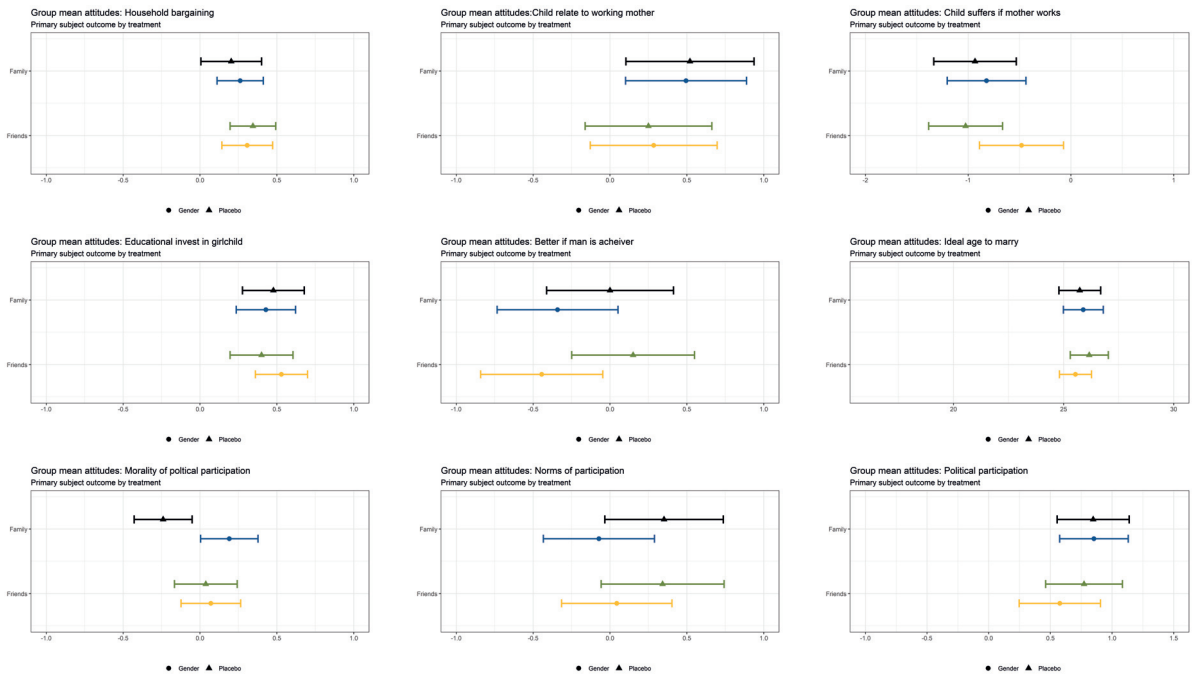 Group mean attitudes: Household bargaining
Primary subject outcome by treatment
Family
Friends
-1.0 -0.5 0.0 0.5 1.0
Gender Placebo
Group mean attitudes:Child relate to working mother
Primary subject outcome by treatment
Family
Friends
-1.0 -0.5 0.0 0.5 1.0
Gender Placebo
Group mean attitudes: Child suffers if mother works
Primary subject outcome by treatment
Family
Friends
-2 -1 0 1
Gender Placebo
Group mean attitudes: Educational invest in girlchild
Primary subject outcome by treatment
Family
Friends
-1.0 -0.5 0.0 0.5 1.0
Gender Placebo
Group mean attitudes: Better if man is acheiver
Primary subject outcome by treatment
Family
Friends
-1.0 -0.5 0.0 0.5 1.0
Gender Placebo
Group mean attitudes: Ideal age to marry
Primary subject outcome by treatment
Family
Friends
20 25 30
Gender Placebo
Group mean attitudes: Morality of poltical participation
Primary subject outcome by treatment
Family
Friends
-1.0 -0.5 0.0 0.5 1.0
Gender Placebo
Group mean attitudes: Norms of participation
Primary subject outcome by treatment
Family
Friends
-1.0 -0.5 0.0 0.5 1.0
Gender Placebo
Group mean attitudes: Political participation
Primary subject outcome by treatment
Family
Friends
-1.0 -0.5 0.0 0.5 1.0 1.5
Gender Placebo